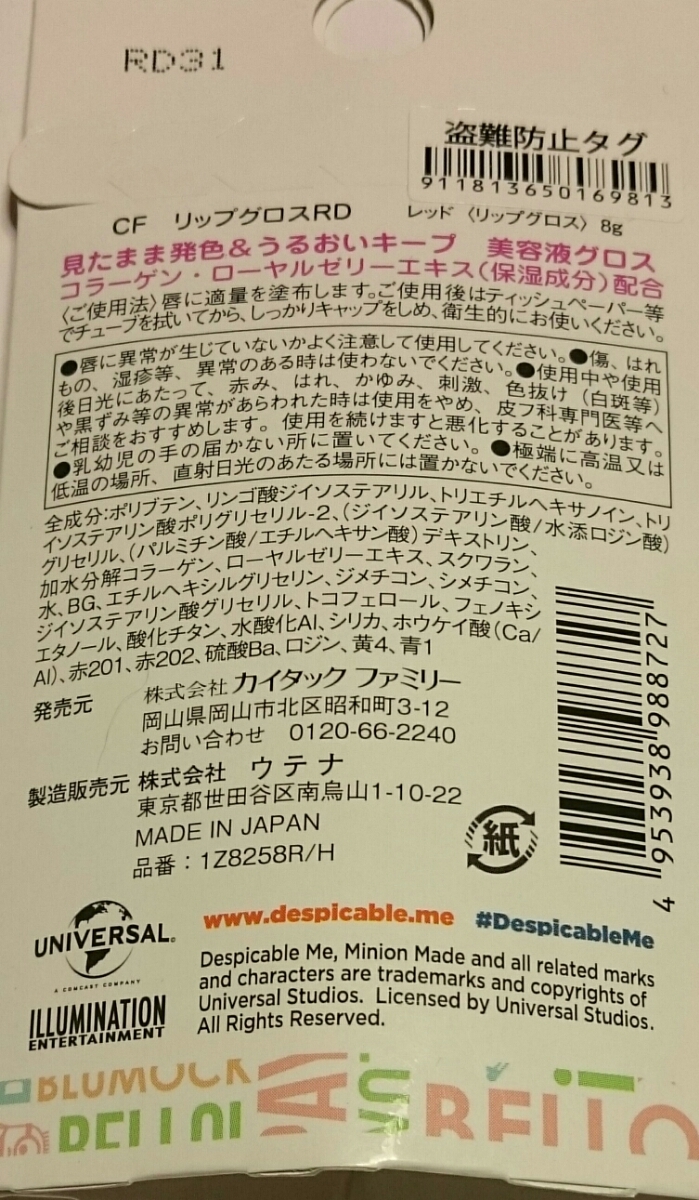 RD31
盗難防止タグ
911813650169813
CF リップグロスRD レッド〈リップグロス〉8g
見たまま発色&うるおいキープ 美容液グロス
コラーゲン・ローヤルゼリーエキス(保湿成分)配合
〈ご使用法〉唇に適量を塗布します。ご使用後はティッシュペーパー等
でチューブを拭いてから、しっかりキャップをしめ、衛生的にお使いください。
●唇に異常が生じていないかよく注意して使用してください。●傷、はれ
もの、湿疹等、異常のある時は使わないでください。●使用中や使用
後日光にあたって、赤み、はれ、かゆみ、刺激、色抜け(白斑等)
や黒ずみ等の異常があらわれた時は使用をやめ、皮フ科専門医等へ
ご相談をおすすめします。使用を続けますと悪化することがあります。
●乳幼児の手の届かない所に置いてください。●極端に高温又は
低温の場所、直射日光のあたる場所には置かないでください。
全成分:ポリブテン、リンゴ酸ジイソステアリル、トリエチルヘキサノイン、トリ
イソステアリン酸ポリグリセリル-2、(ジイソステアリン酸/水添ロジン酸)
グリセリル、(パルミチン酸/エチルヘキサン酸)デキストリン、
加水分解コラーゲン、ローヤルゼリーエキス、スクワラン、
水、BG、エチルヘキシルグリセリン、ジメチコン、シメチコン、
ジイソステアリン酸グリセリル、トコフェロール、フェノキシ
エタノール、酸化チタン、水酸化Al、シリカ、ホウケイ酸(Ca/
Al)、赤201、赤202、硫酸Ba、ロジン、黄4、青1
発売元 株式会社 カイタック ファミリー
岡山県岡山市北区昭和町3-12
お問い合わせ 0120-66-2240
製造販売元 株式会社 ウテナ
東京都世田谷区南烏山1-10-22
MADE IN JAPAN
品番:1Z8258R/H
紙
4 953938 988727
UNIVERSAL
A COMCAST COMPANY
ILLUMINATION
ENTERTAINMENT
www.despicable.me #DespicableMe
Despicable Me, Minion Made and all related marks
and characters are trademarks and copyrights of
Universal Studios. Licensed by Universal Studios.
All Rights Reserved.